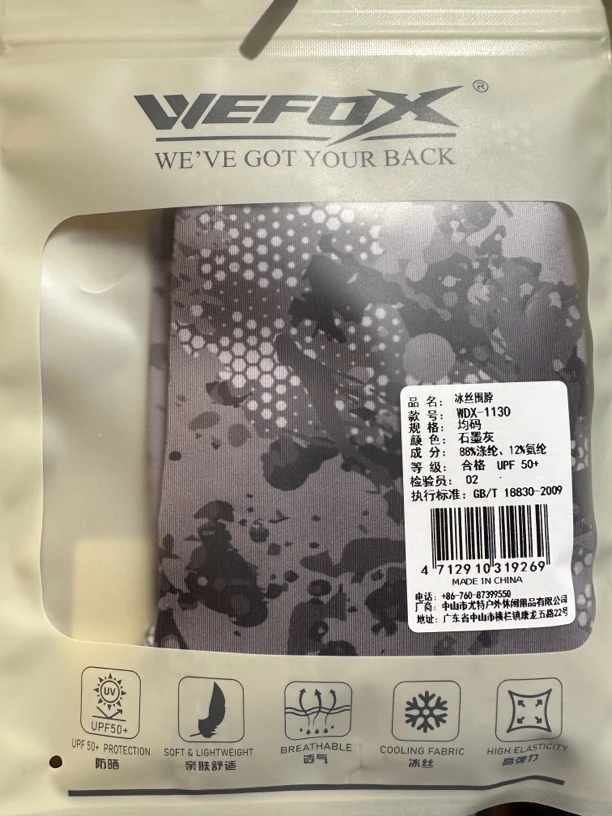 WEFOX®
WE'VE GOT YOUR BACK
品 名: 冰丝围脖
款 号: WDX-1130
规 格: 均码
颜 色: 石墨灰
成 分: 88%涤纶、12%氨纶
等 级: 合格 UPF 50+
检验员: 02
执行标准: GB/T 18830-2009
4 712910 319269
MADE IN CHINA
电话: +86-760-87399550
厂商: 中山市尤特户外休闲用品有限公司
地址: 广东省中山市横栏镇康龙五路22号
UV
UPF50+
UPF 50+ PROTECTION
防晒
SOFT & LIGHTWEIGHT
亲肤舒适
BREATHABLE
透气
COOLING FABRIC
冰丝
HIGH ELASTICITY
高弹力